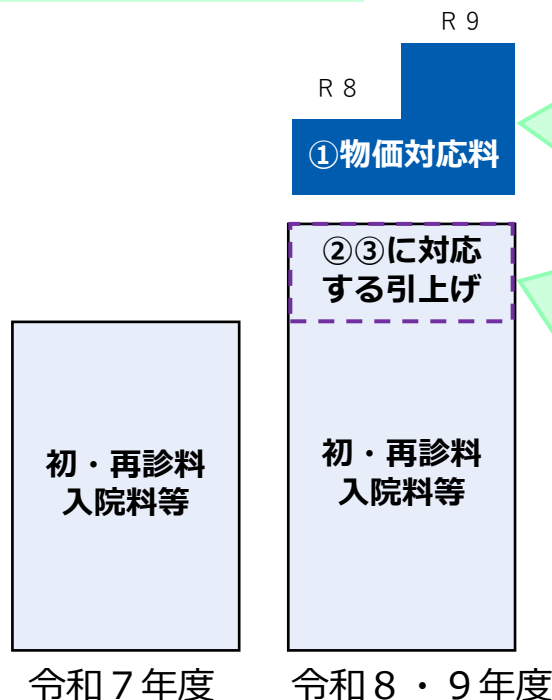 Ｒ９
Ｒ８
①物価対応料
②③に対応
する引上げ
初・再診料
入院料等
初・再診料
入院料等
令和７年度
令和８・９年度